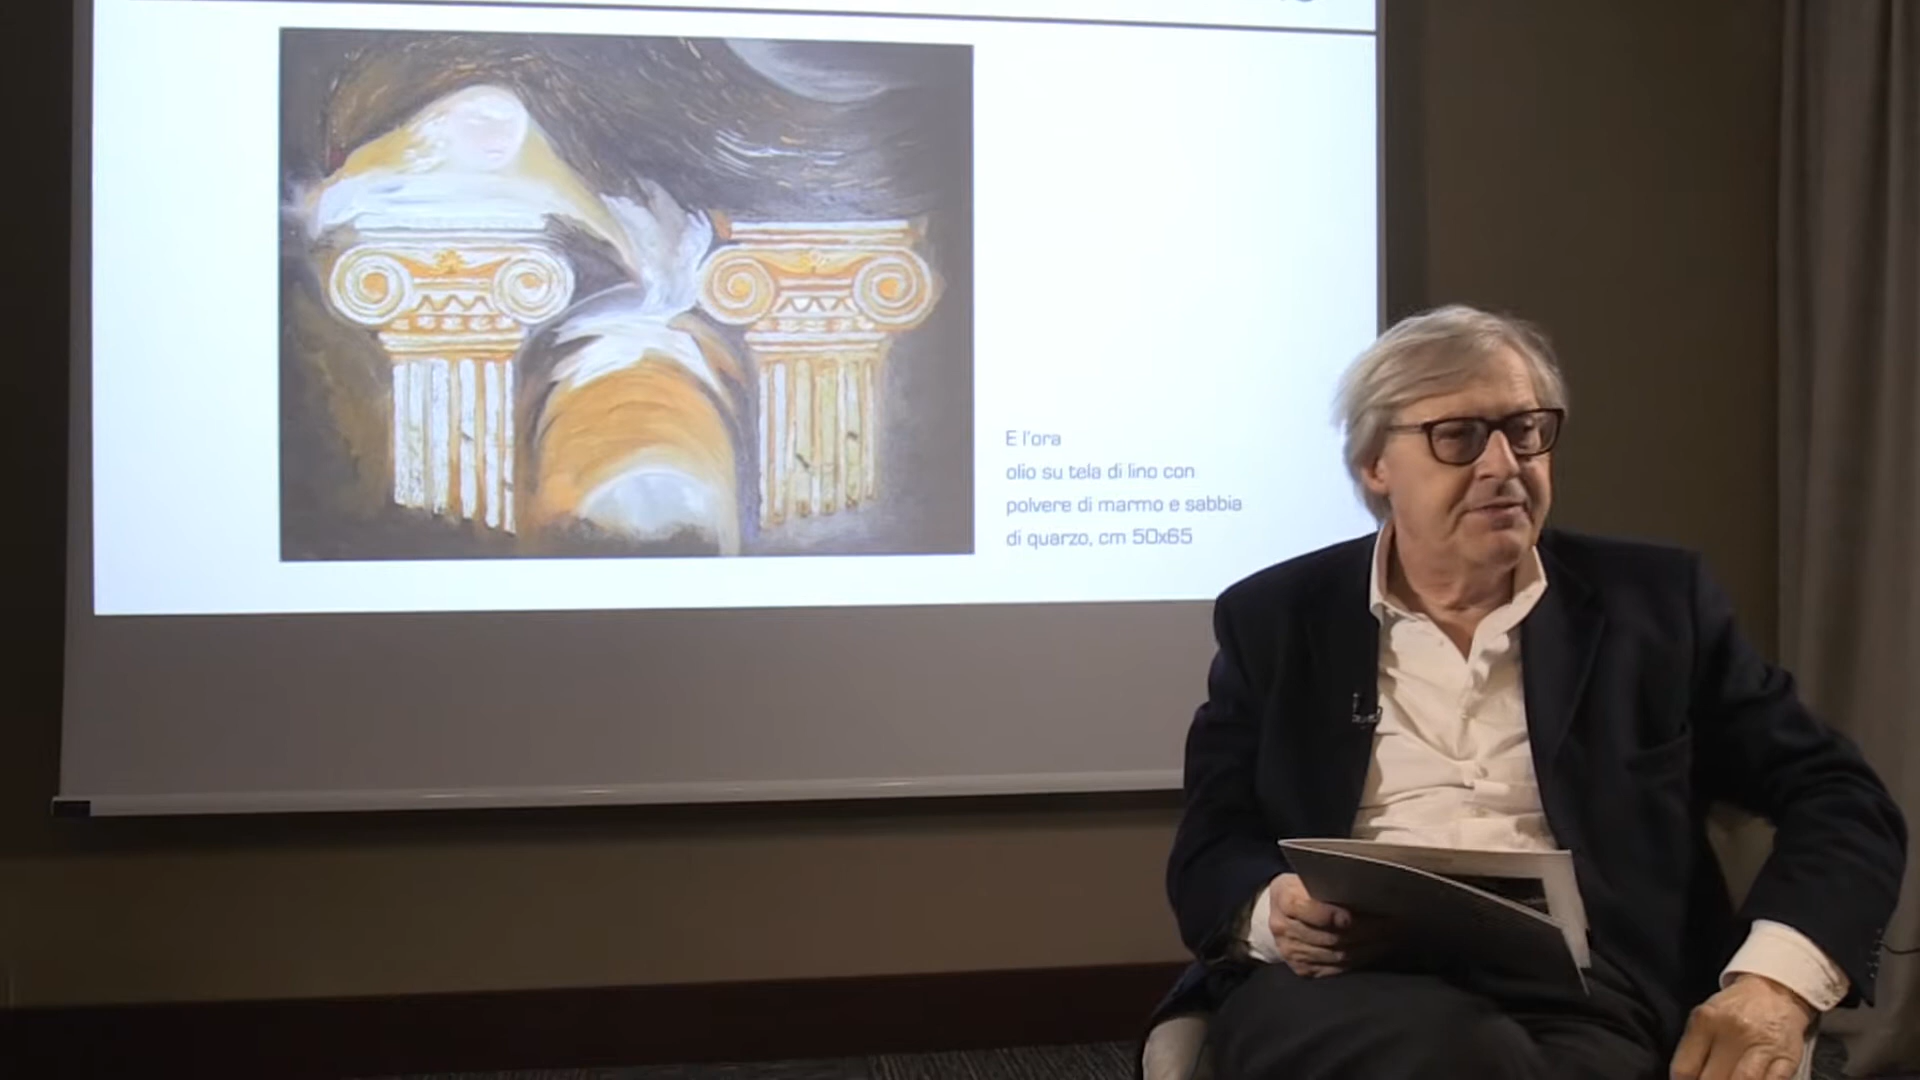 E l'ora
olio su tela di lino con
polvere di marmo e sabbia
di quarzo, cm 50x65